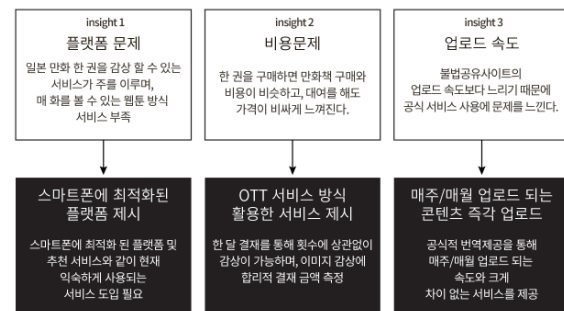 insight 1
플랫폼 문제
일본 만화 한 권을 감상 할 수 있는
서비스가 주를 이루며,
매 화를 볼 수 있는 웹툰 방식
서비스 부족
insight 2
비용문제
한 권을 구매하면 만화책 구매와
비용이 비슷하고, 대여를 해도
가격이 비싸게 느껴진다.
insight 3
업로드 속도
불법공유사이트의
업로드 속도보다 느리기 때문에
공식 서비스 사용에 문제를 느낀다.
스마트폰에 최적화된
플랫폼 제시
스마트폰에 최적화 된 플랫폼 및
추천 서비스와 같이 현재
익숙하게 사용되는
서비스 도입 필요
OTT 서비스 방식
활용한 서비스 제시
한 달 결재를 통해 횟수에 상관없이
감상이 가능하며, 이미지 감상에
합리적 결재 금액 측정
매주/매월 업로드 되는
콘텐츠 즉각 업로드
공식적 번역제공을 통해
매주/매월 업로드 되는
속도와 크게
차이 없는 서비스를 제공